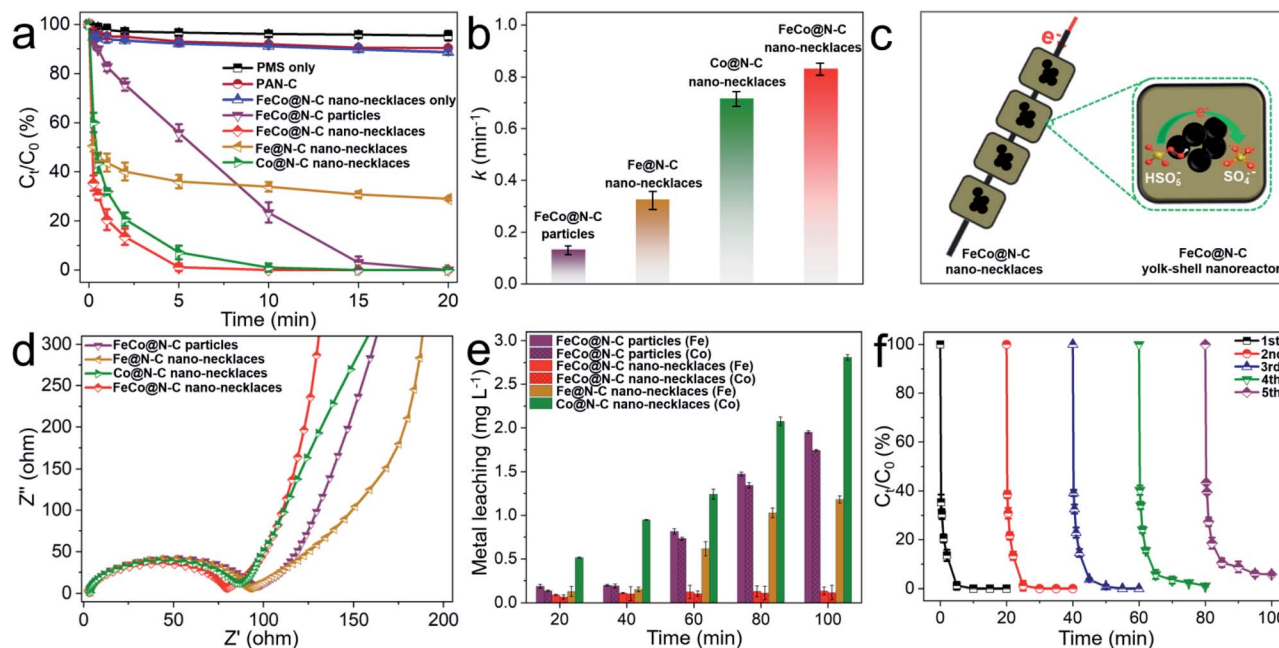 a
C_t/C_0 (%)
100
80
60
40
20
0
PMS only
PAN-C
FeCo@N-C nano-necklaces only
FeCo@N-C particles
FeCo@N-C nano-necklaces
Fe@N-C nano-necklaces
Co@N-C nano-necklaces
0 5 10 15 20
Time (min)
b
k (min⁻¹)
1.0
0.8
0.6
0.4
0.2
0.0
FeCo@N-C
particles
Fe@N-C
nano-necklaces
Co@N-C
nano-necklaces
FeCo@N-C
nano-necklaces
c
e⁻
e⁻
HSO₅⁻
SO₄·⁻
FeCo@N-C
nano-necklaces
FeCo@N-C
yolk-shell nanoreactor
d
Z'' (ohm)
300
250
200
150
100
50
0
FeCo@N-C particles
Fe@N-C nano-necklaces
Co@N-C nano-necklaces
FeCo@N-C nano-necklaces
0 50 100 150 200
Z' (ohm)
e
Metal leaching (mg L⁻¹)
3.0
2.5
2.0
1.5
1.0
0.5
0.0
FeCo@N-C particles (Fe)
FeCo@N-C particles (Co)
FeCo@N-C nano-necklaces (Fe)
FeCo@N-C nano-necklaces (Co)
Fe@N-C nano-necklaces (Fe)
Co@N-C nano-necklaces (Co)
20 40 60 80 100
Time (min)
f
C_t/C_0 (%)
100
80
60
40
20
0
1st
2nd
3rd
4th
5th
0 20 40 60 80 100
Time (min)